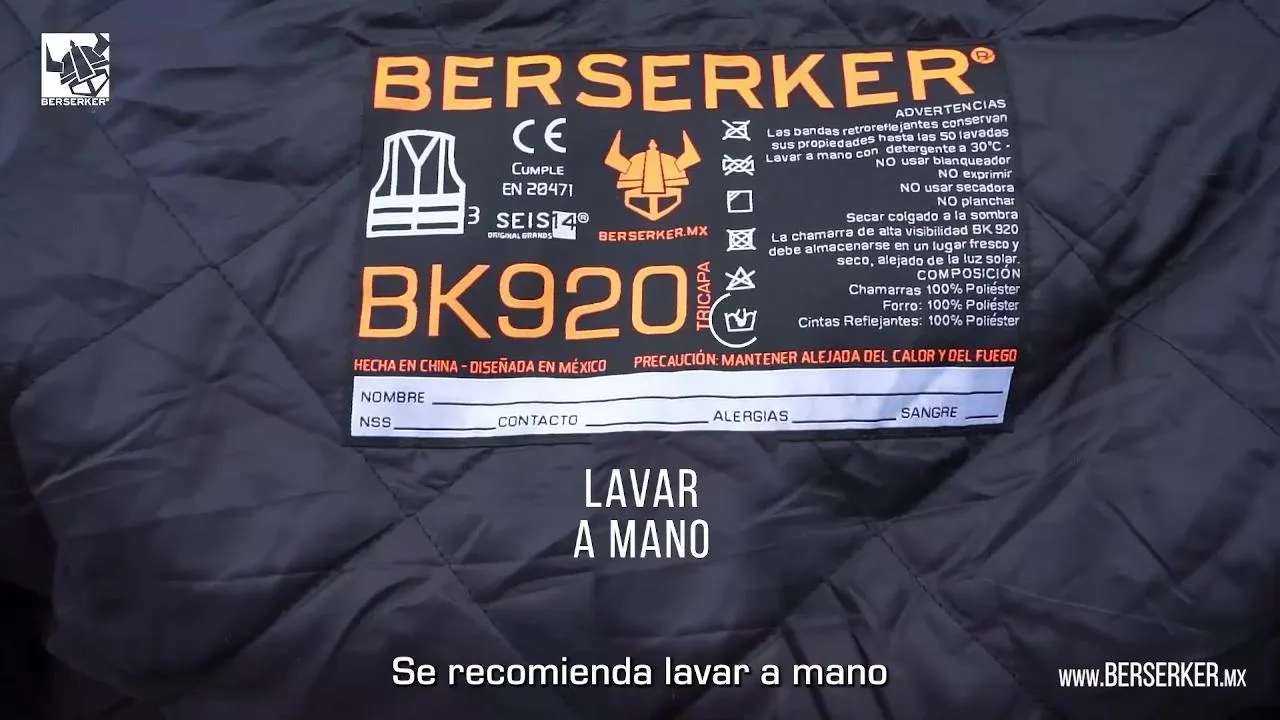 BERSERKER®
BERSERKER®
CE
CUMPLE
EN 20471
3
SEIS14®
ORIGINAL GRANDS
BERSERKER.MX
BK920
TRICAPA
ADVERTENCIAS
Las bandas retroreflejantes conservan
sus propiedades hasta las 50 lavadas
Lavar a mano con detergente a 30°C -
NO usar blanqueador
NO exprimir
NO usar secadora
NO planchar
Secar colgado a la sombra
La chamarra de alta visibilidad BK 920
debe almacenarse en un lugar fresco y
seco, alejado de la luz solar.
COMPOSICIÓN
Chamarras 100% Poliéster
Forro: 100% Poliéster
Cintas Reflejantes: 100% Poliéster
HECHA EN CHINA - DISEÑADA EN MÉXICO PRECAUCIÓN: MANTENER ALEJADA DEL CALOR Y DEL FUEGO
NOMBRE
NSS CONTACTO ALERGIAS SANGRE
LAVAR
A MANO
Se recomienda lavar a mano
www.BERSERKER.MX